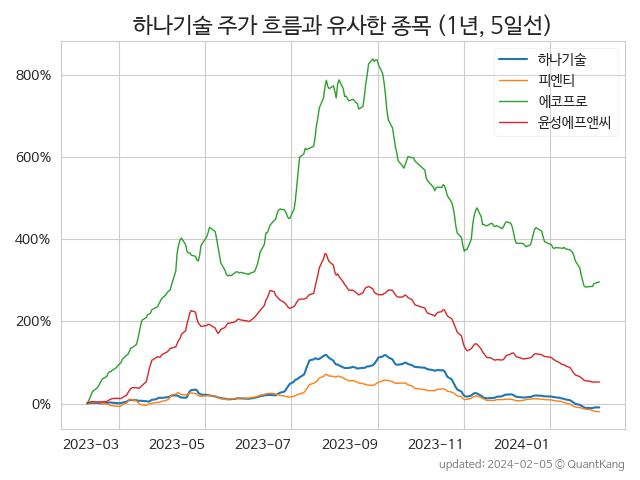 하나기술 주가 흐름과 유사한 종목 (1년, 5일선)
하나기술
피엔티
에코프로
윤성에프앤씨
800%
600%
400%
200%
0%
2023-03 2023-05 2023-07 2023-09 2023-11 2024-01
updated: 2024-02-05 © QuantKang